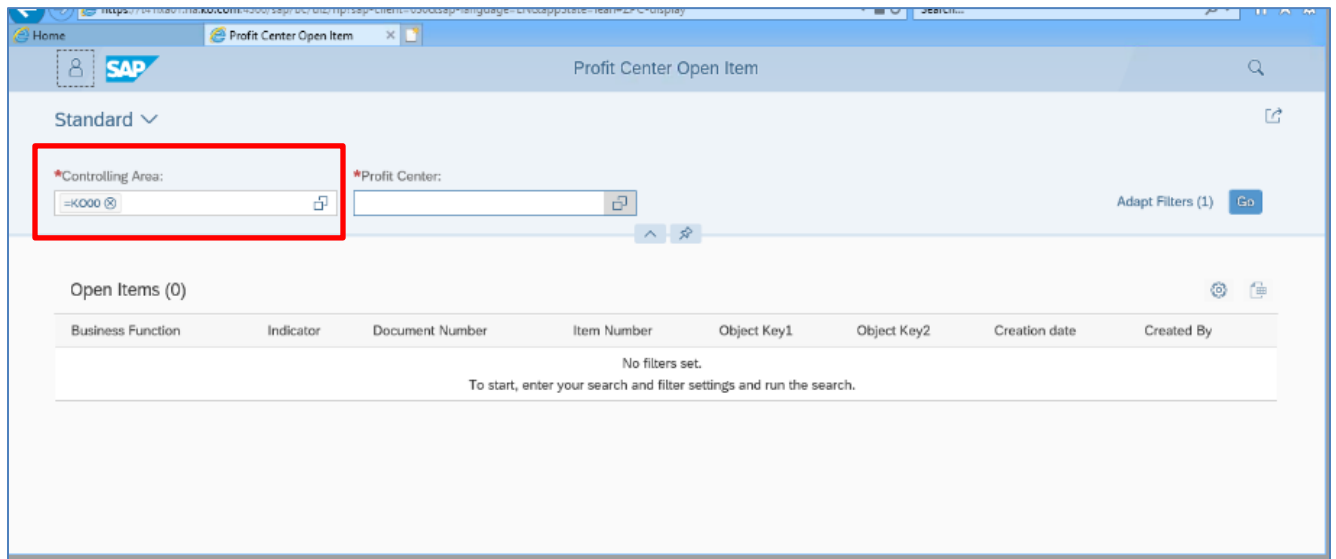 Search...
Home
Profit Center Open Item
SAP
Profit Center Open Item
Standard
*Controlling Area:
*Profit Center:
=KO00
Adapt Filters (1)
Go
Open Items (0)
Business Function Indicator Document Number Item Number Object Key1 Object Key2 Creation date Created By
No filters set.
To start, enter your search and filter settings and run the search.